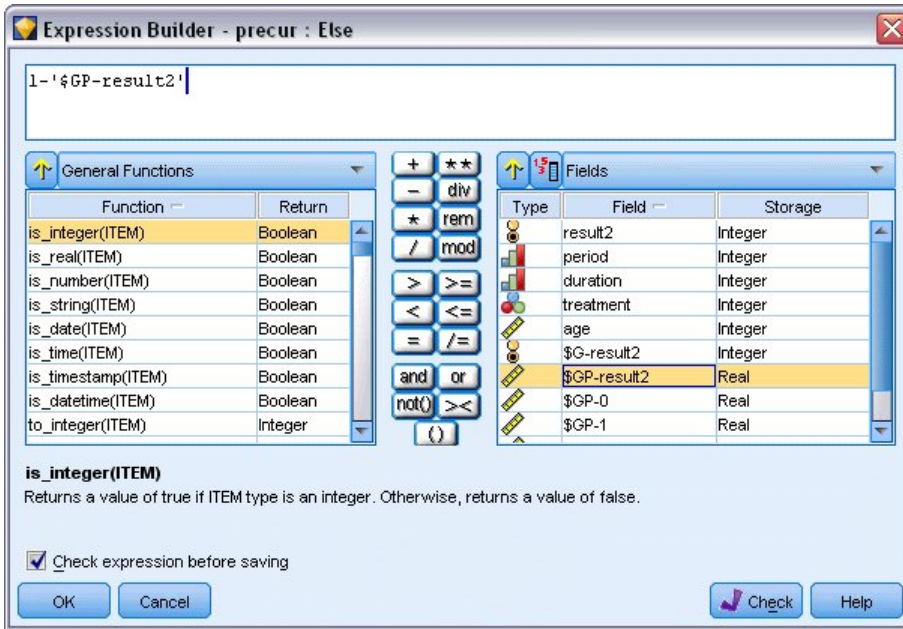 Expression Builder - precur : Else
1-'$GP-result2'
General Functions
Function Return
is_integer(ITEM) Boolean
is_real(ITEM) Boolean
is_number(ITEM) Boolean
is_string(ITEM) Boolean
is_date(ITEM) Boolean
is_time(ITEM) Boolean
is_timestamp(ITEM) Boolean
is_datetime(ITEM) Boolean
to_integer(ITEM) Integer
+ **
- div
* rem
/ mod
> >=
< <=
= /=
and or
not() ><
()
Fields
Type Field Storage
result2 Integer
period Integer
duration Integer
treatment Integer
age Integer
$G-result2 Integer
$GP-result2 Real
$GP-0 Real
$GP-1 Real
is_integer(ITEM)
Returns a value of true if ITEM type is an integer. Otherwise, returns a value of false.
Check expression before saving
OK Cancel Check Help